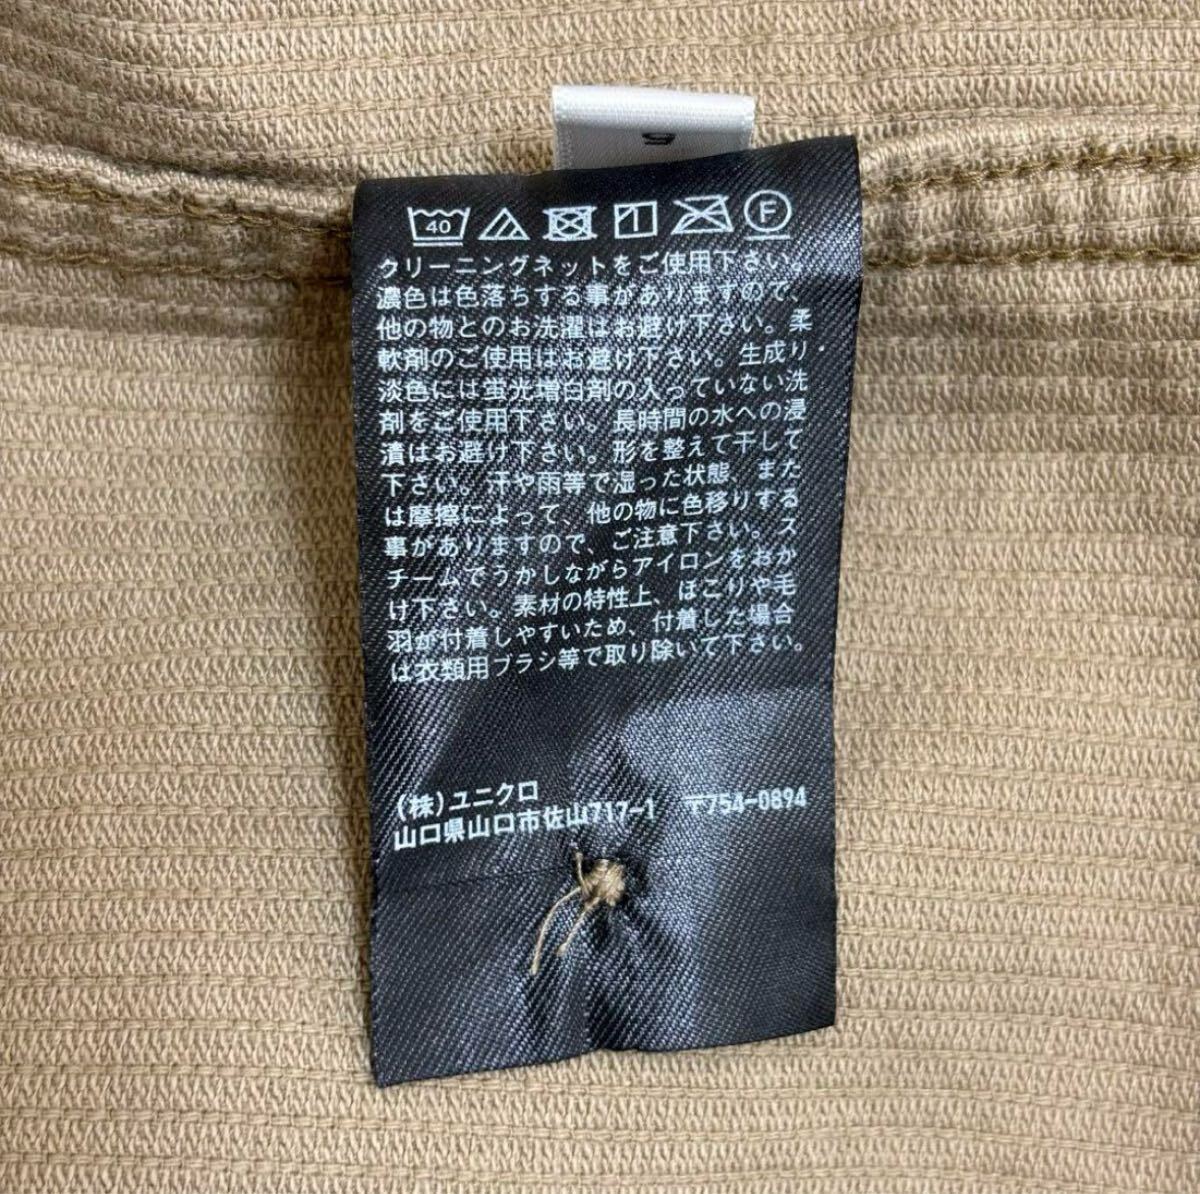 40 F
クリーニングネットをご使用下さい。
濃色は色落ちする事がありますので、
他の物とのお洗濯はお避け下さい。柔
軟剤のご使用はお避け下さい。生成り・
淡色には蛍光増白剤の入っていない洗
剤をご使用下さい。長時間の水への浸
漬はお避け下さい。形を整えて干して
下さい。汗や雨等で湿った状態、また
は摩擦によって、他の物に色移りする
事がありますので、ご注意下さい。ス
チームでうかしながらアイロンをおか
け下さい。素材の特性上、ほこりや毛
羽が付着しやすいため、付着した場合
は衣類用ブラシ等で取り除いて下さい。
(株)ユニクロ
山口県山口市佐山717-1 〒754-0894